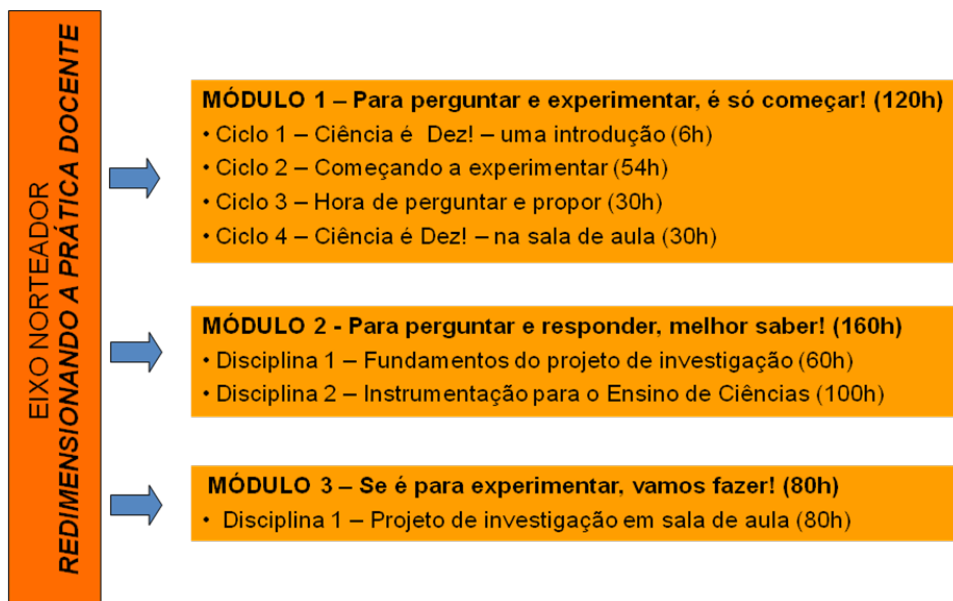 EIXO NORTEADOR
REDIMENSIONANDO A PRÁTICA DOCENTE
MÓDULO 1 – Para perguntar e experimentar, é só começar! (120h)
• Ciclo 1 – Ciência é Dez! – uma introdução (6h)
• Ciclo 2 – Começando a experimentar (54h)
• Ciclo 3 – Hora de perguntar e propor (30h)
• Ciclo 4 – Ciência é Dez! – na sala de aula (30h)
MÓDULO 2 - Para perguntar e responder, melhor saber! (160h)
• Disciplina 1 – Fundamentos do projeto de investigação (60h)
• Disciplina 2 – Instrumentação para o Ensino de Ciências (100h)
MÓDULO 3 – Se é para experimentar, vamos fazer! (80h)
• Disciplina 1 – Projeto de investigação em sala de aula (80h)